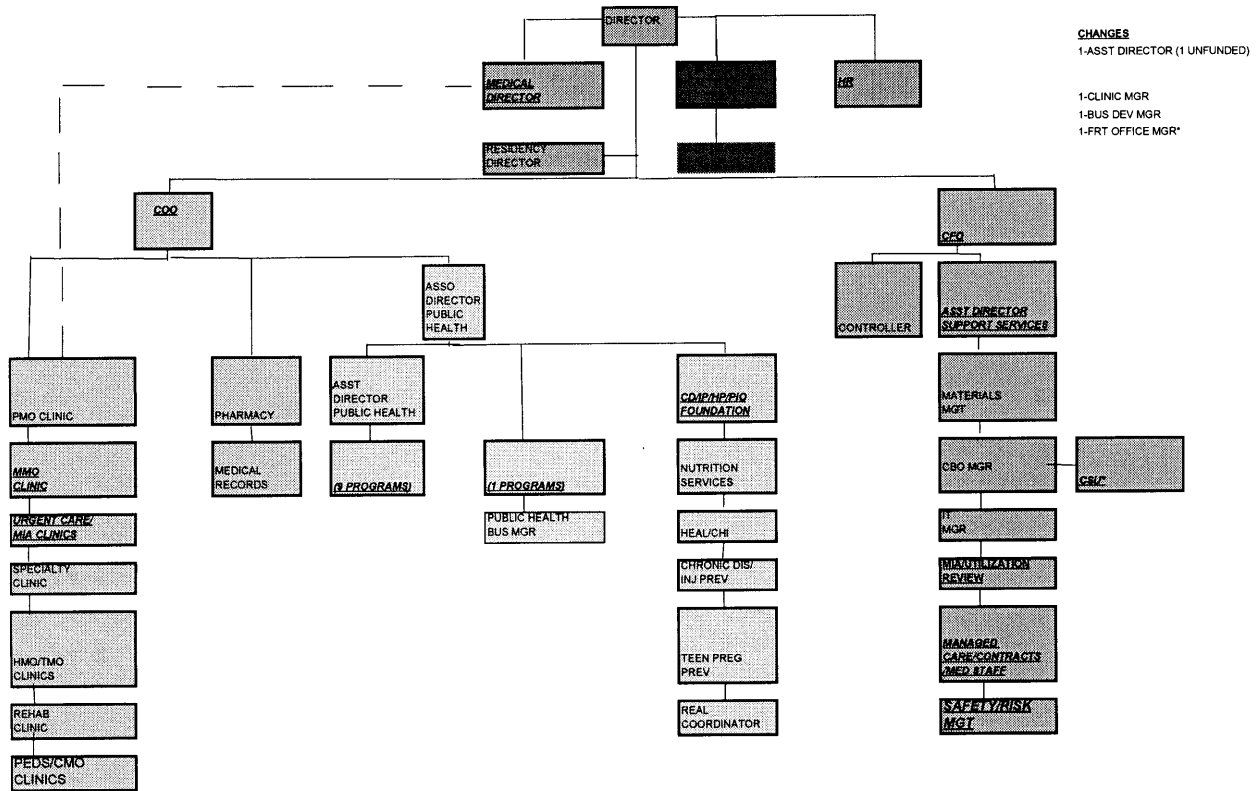 DIRECTOR
CHANGES
1-ASST DIRECTOR (1 UNFUNDED)
1-CLINIC MGR
1-BUS DEV MGR
1-FRT OFFICE MGR*
MEDICAL
DIRECTOR
HR
RESIDENCY
DIRECTOR
COO
CFO
ASSO
DIRECTOR
PUBLIC
HEALTH
CONTROLLER
ASST DIRECTOR
SUPPORT SERVICES
PMO CLINIC
PHARMACY
ASST
DIRECTOR
PUBLIC HEALTH
CD/IP/HP/PIO
FOUNDATION
MATERIALS
MGT
MMO
CLINIC
MEDICAL
RECORDS
(9 PROGRAMS)
(1 PROGRAMS)
NUTRITION
SERVICES
CBO MGR
CSU*
URGENT CARE/
MIA CLINICS
PUBLIC HEALTH
BUS MGR
HEAL/CHI
IT
MGR
SPECIALTY
CLINIC
CHRONIC DIS/
INJ PREV
MIA/UTILIZATION
REVIEW
HMO/TMO
CLINICS
TEEN PREG
PREV
MANAGED
CARE/CONTRACTS
/MED STAFF
REHAB
CLINIC
REAL
COORDINATOR
SAFETY/RISK
MGT
PEDS/CMO
CLINICS